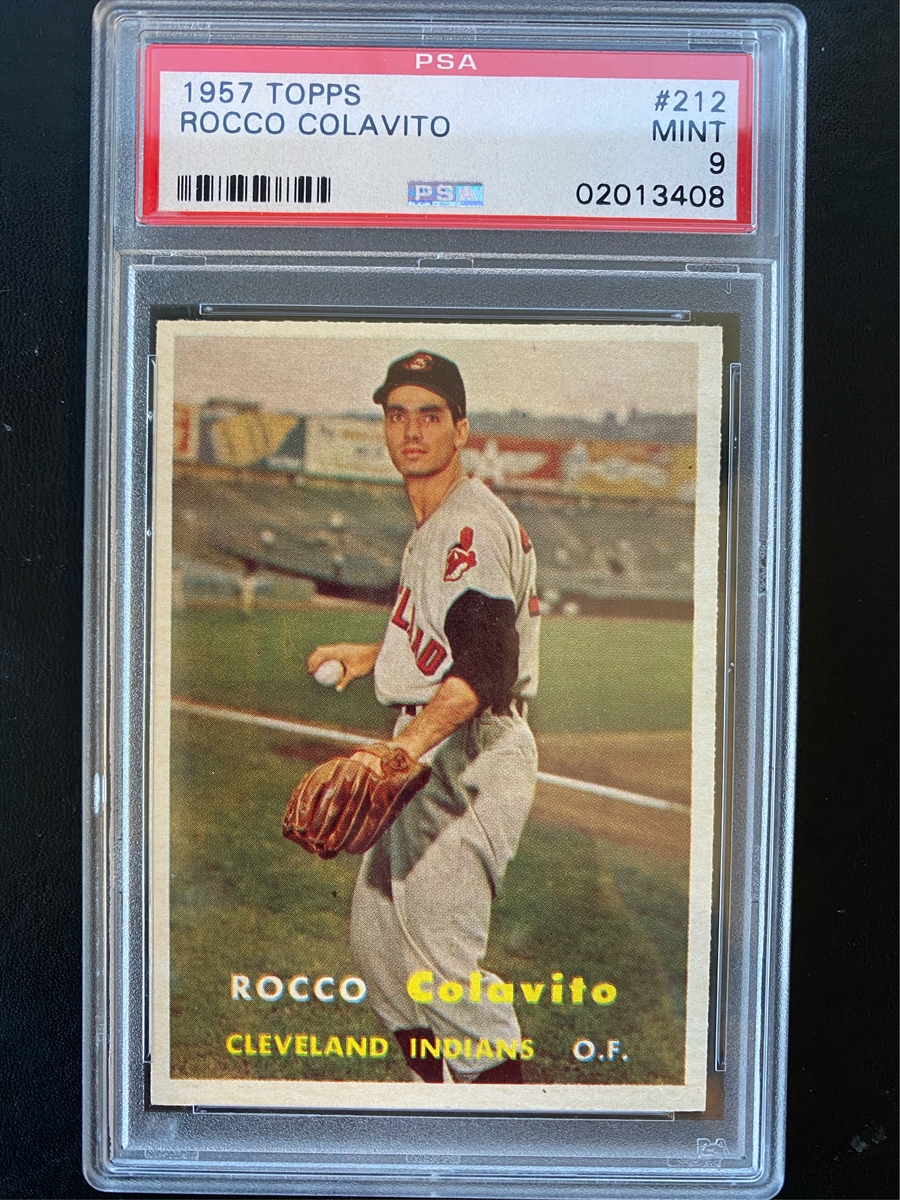 PSA
1957 TOPPS #212
ROCCO COLAVITO MINT
9
PSA 02013408
ROCCO Colavito
CLEVELAND INDIANS O.F.